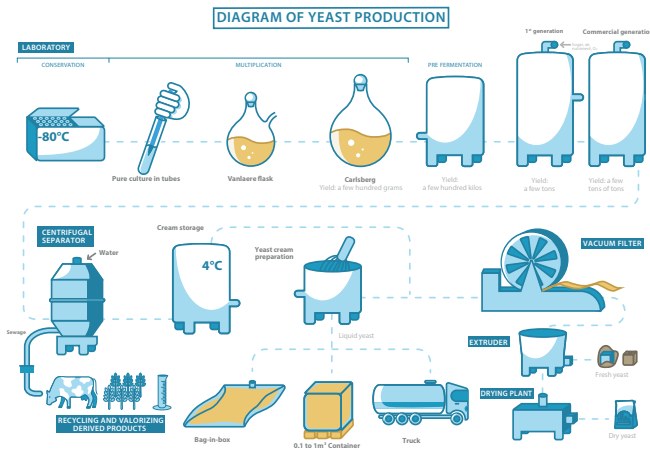 DIAGRAM OF YEAST PRODUCTION
LABORATORY
CONSERVATION
MULTIPLICATION
PRE FERMENTATION
1st generation
Commercial generatio
-80°C
Pure culture in tubes
Vanlaere flask
Carlsberg
Yield: a few hundred grams
Yield:
a few hundred kilos
Yield:
a few tons
Yield: a few
tens of tons
CENTRIFUGAL
SEPARATOR
Water
Sewage
Cream storage
4°C
Yeast cream
preparation
VACUUM FILTER
Liquid yeast
EXTRUDER
Fresh yeast
DRYING PLANT
Dry yeast
RECYCLING AND VALORIZING
DERIVED PRODUCTS
Bag-in-box
0.1 to 1m³ Container
Truck